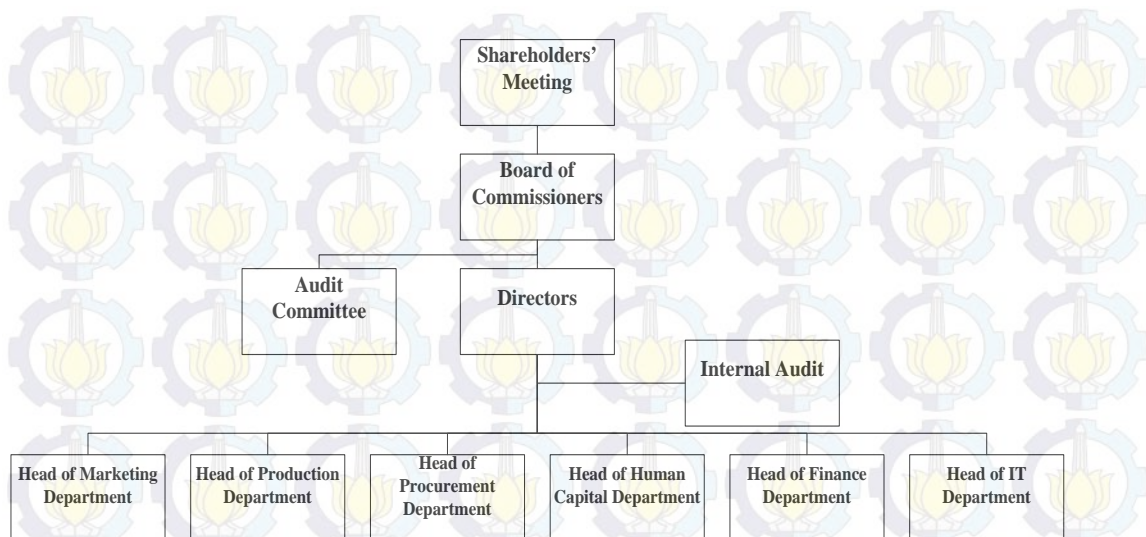 Shareholders’
Meeting
Board of
Commissioners
Audit
Committee
Directors
Internal Audit
Head of Marketing
Department
Head of Production
Department
Head of
Procurement
Department
Head of Human
Capital Department
Head of Finance
Department
Head of IT
Department